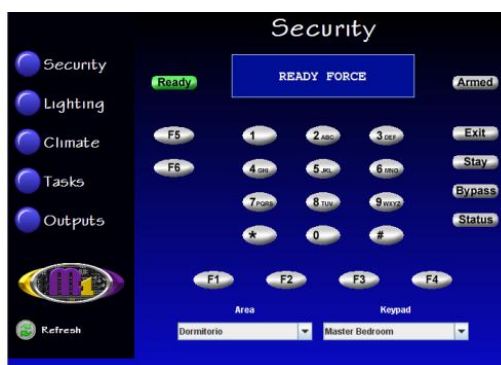 Security
Security
Lighting
Climate
Tasks
Outputs
M1
Refresh
Ready
READY FORCE
Armed
F5
1
2 ABC
3 DEF
Exit
F6
4 GHI
5 JKL
6 MNO
Stay
7 PQRS
8 TUV
9 WXYZ
Bypass
*
0
#
Status
F1
F2
F3
F4
Area
Keypad
Dormitorio
Master Bedroom